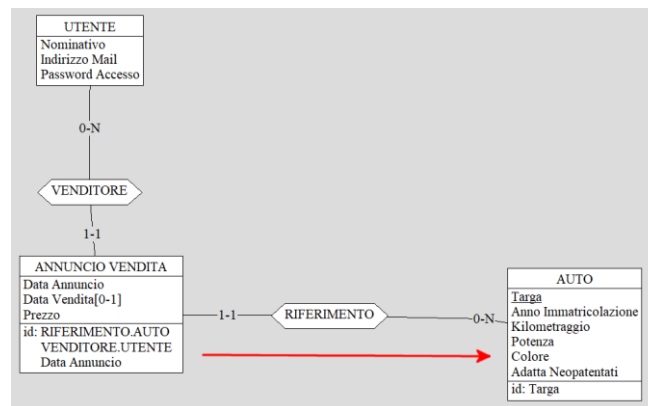 UTENTE
Nominativo
Indirizzo Mail
Password Accesso
0-N
VENDITORE
1-1
ANNUNCIO VENDITA
Data Annuncio
Data Vendita[0-1]
Prezzo
id: RIFERIMENTO.AUTO
VENDITORE.UTENTE
Data Annuncio
1-1
RIFERIMENTO
0-N
AUTO
Targa
Anno Immatricolazione
Kilometraggio
Potenza
Colore
Adatta Neopatentati
id: Targa